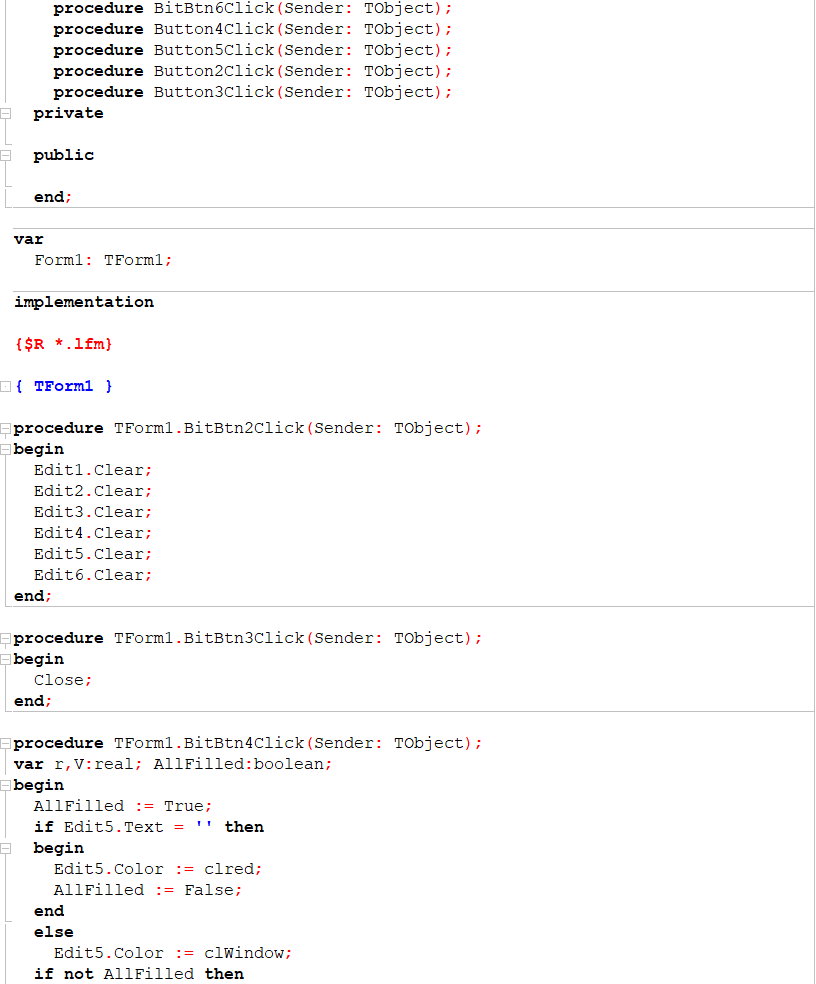 procedure BitBtn6Click(Sender: TObject);
procedure Button4Click(Sender: TObject);
procedure Button5Click(Sender: TObject);
procedure Button2Click(Sender: TObject);
procedure Button3Click(Sender: TObject);
private
public
end;
var
Form1: TForm1;
implementation
{$R *.lfm}
{ TForm1 }
procedure TForm1.BitBtn2Click(Sender: TObject);
begin
Edit1.Clear;
Edit2.Clear;
Edit3.Clear;
Edit4.Clear;
Edit5.Clear;
Edit6.Clear;
end;
procedure TForm1.BitBtn3Click(Sender: TObject);
begin
Close;
end;
procedure TForm1.BitBtn4Click(Sender: TObject);
var r,V:real; AllFilled:boolean;
begin
AllFilled := True;
if Edit5.Text = '' then
begin
Edit5.Color := clred;
AllFilled := False;
end
else
Edit5.Color := clWindow;
if not AllFilled then